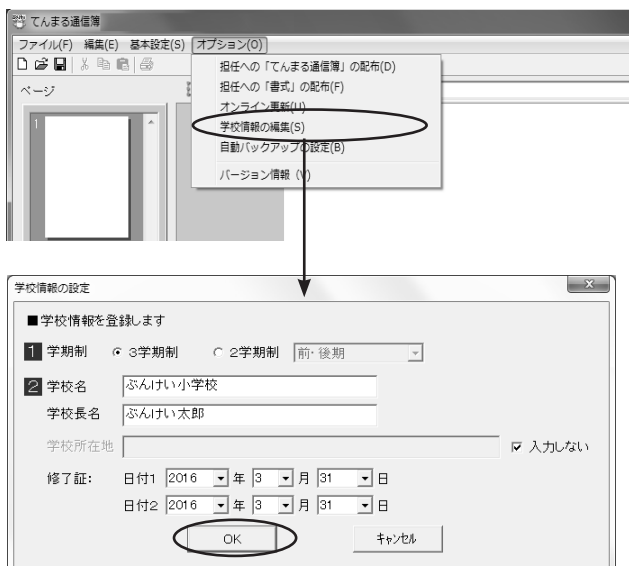 てんまる通信簿
ファイル(F) 編集(E) 基本設定(S) オプション(O)
担任への「てんまる通信簿」の配布(D)
担任への「書式」の配布(F)
オンライン更新(U)
学校情報の編集(S)
自動バックアップの設定(B)
バージョン情報 (V)
ページ
1
学校情報の設定
■学校情報を登録します
1 学期制 3学期制 2学期制 前・後期
2 学校名 ぶんけい小学校
学校長名 ぶんけい太郎
学校所在地 入力しない
修了証: 日付1 2016 年 3 月 31 日
日付2 2016 年 3 月 31 日
OK キャンセル